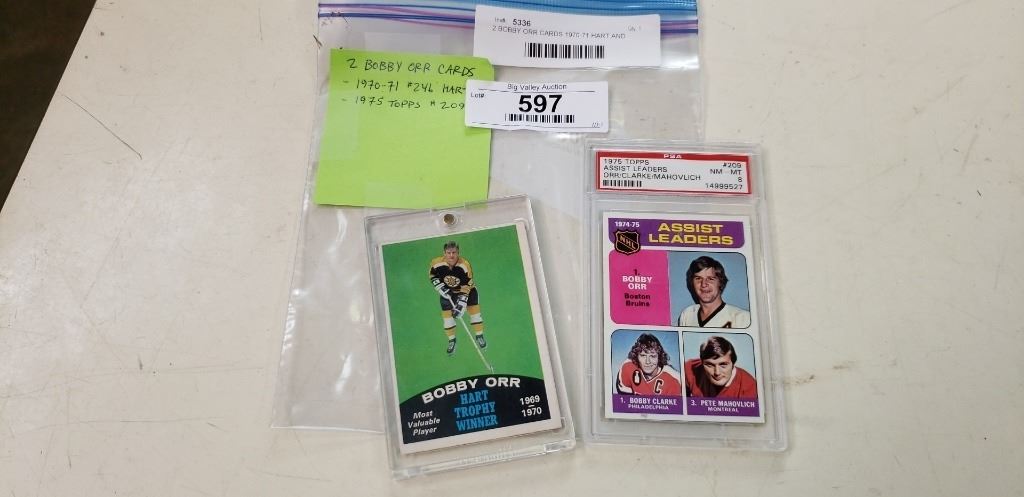 Inv#: 5336
2 BOBBY ORR CARDS 1970-71 HART AND
2 BOBBY ORR CARDS
- 1970-71 #246 HAR
- 1975 TOPPS # 209
Big Valley Auction
Lot#:
597
PSA
1975 TOPPS #209
ASSIST LEADERS NM - MT
ORR/CLARKE/MAHOVLICH 8
14999527
1974-75
NHL
ASSIST
LEADERS
1.
BOBBY
ORR
Boston
Bruins
1. BOBBY CLARKE
PHILADELPHIA
3. PETE MAHOVLICH
MONTREAL
BOBBY ORR
Most
Valuable
Player
HART
TROPHY
WINNER
1969
1970